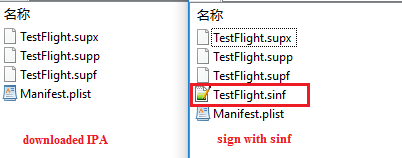 名称
TestFlight.supx
TestFlight.supp
TestFlight.supf
Manifest.plist
downloaded IPA
名称
TestFlight.supx
TestFlight.supp
TestFlight.supf
TestFlight.sinf
Manifest.plist
sign with sinf